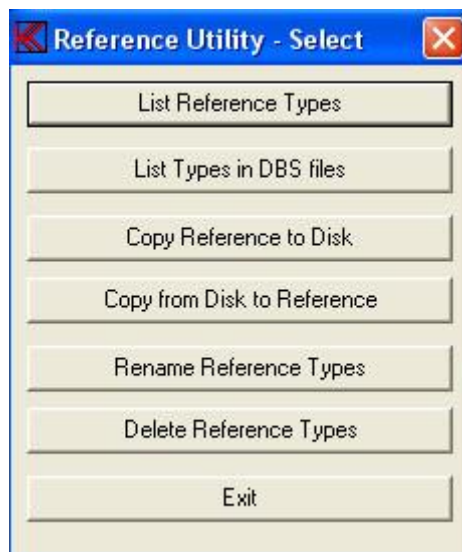 Reference Utility - Select
List Reference Types
List Types in DBS files
Copy Reference to Disk
Copy from Disk to Reference
Rename Reference Types
Delete Reference Types
Exit